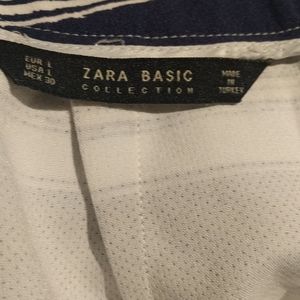 EUR L
USA L
MEX 30
ZARA BASIC
COLLECTION
MADE
IN
TURKEY